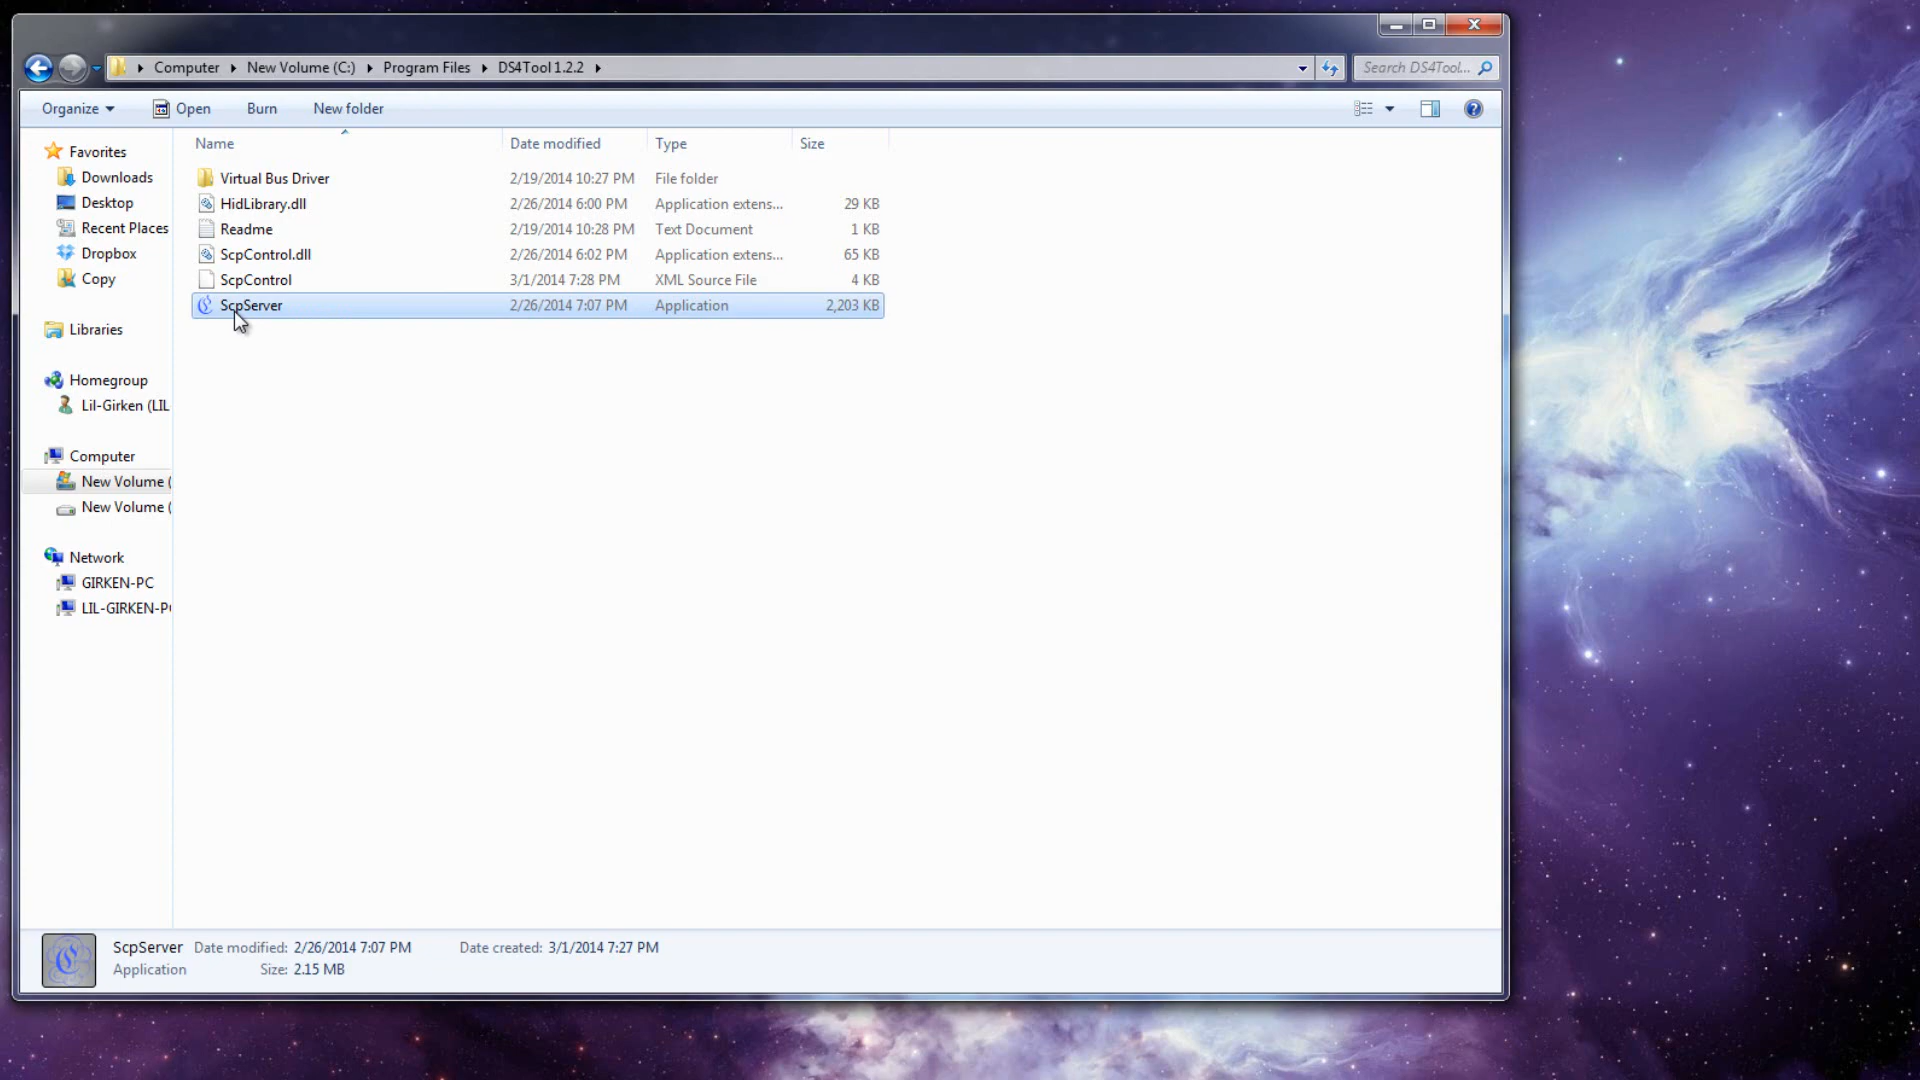 Computer New Volume (C:) Program Files DS4Tool 1.2.2 Search DS4Tool...
Organize Open Burn New folder
Name Date modified Type Size
Favorites
Downloads
Desktop
Recent Places
Dropbox
Copy
Libraries
Homegroup
Lil-Girken (LIL
Computer
New Volume (
New Volume (
Network
GIRKEN-PC
LIL-GIRKEN-P
Virtual Bus Driver 2/19/2014 10:27 PM File folder
HidLibrary.dll 2/26/2014 6:00 PM Application extens... 29 KB
Readme 2/19/2014 10:28 PM Text Document 1 KB
ScpControl.dll 2/26/2014 6:02 PM Application extens... 65 KB
ScpControl 3/1/2014 7:28 PM XML Source File 4 KB
ScpServer 2/26/2014 7:07 PM Application 2,203 KB
ScpServer Date modified: 2/26/2014 7:07 PM Date created: 3/1/2014 7:27 PM
Application Size: 2.15 MB